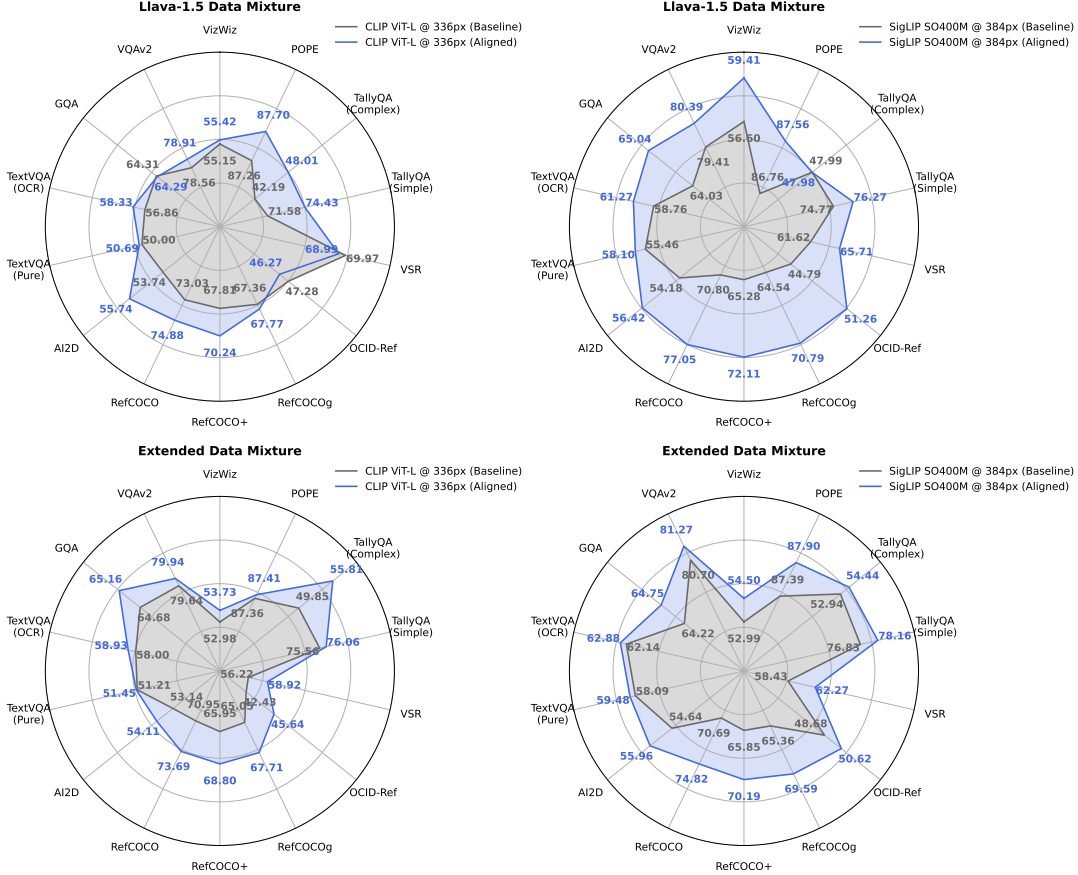 Llava-1.5 Data Mixture
CLIP ViT-L @ 336px (Baseline)
CLIP ViT-L @ 336px (Aligned)
VizWiz
VQAv2
POPE
GQA
TallyQA
(Complex)
TextVQA
(OCR)
TallyQA
(Simple)
TextVQA
(Pure)
VSR
AI2D
OCID-Ref
RefCOCO
RefCOCOg
RefCOCO+
55.42
87.70
78.91
48.01
64.31
55.15
87.26
64.29
78.56
42.19
58.33
74.43
56.86
71.58
50.00
50.69
68.99
69.97
46.27
53.74
73.03
67.81
67.36
47.28
55.74
74.88
67.77
70.24
Llava-1.5 Data Mixture
SigLIP SO400M @ 384px (Baseline)
SigLIP SO400M @ 384px (Aligned)
VizWiz
VQAv2
POPE
GQA
TallyQA
(Complex)
TextVQA
(OCR)
TallyQA
(Simple)
TextVQA
(Pure)
VSR
AI2D
OCID-Ref
RefCOCO
RefCOCOg
RefCOCO+
59.41
80.39
87.56
65.04
56.60
79.41
47.99
86.76
47.98
64.03
61.27
58.76
74.77
76.27
55.46
61.62
58.10
65.71
54.18
70.80
65.28
64.54
44.79
56.42
51.26
77.05
70.79
72.11
Extended Data Mixture
CLIP ViT-L @ 336px (Baseline)
CLIP ViT-L @ 336px (Aligned)
VizWiz
VQAv2
POPE
GQA
TallyQA
(Complex)
TextVQA
(OCR)
TallyQA
(Simple)
TextVQA
(Pure)
VSR
AI2D
OCID-Ref
RefCOCO
RefCOCOg
RefCOCO+
79.94
65.16
53.73
87.41
55.81
79.64
49.85
64.68
87.36
52.98
58.93
58.00
75.56
76.06
56.22
51.21
51.45
58.92
53.14
70.95
65.95
65.05
42.43
54.11
45.64
73.69
67.71
68.80
Extended Data Mixture
SigLIP SO400M @ 384px (Baseline)
SigLIP SO400M @ 384px (Aligned)
VizWiz
VQAv2
POPE
GQA
TallyQA
(Complex)
TextVQA
(OCR)
TallyQA
(Simple)
TextVQA
(Pure)
VSR
AI2D
OCID-Ref
RefCOCO
RefCOCOg
RefCOCO+
81.27
87.90
80.70
54.50
87.39
54.44
64.75
52.94
64.22
52.99
62.88
62.14
76.83
78.16
58.43
58.09
62.27
59.48
54.64
70.69
65.85
65.36
48.68
55.96
50.62
74.82
69.59
70.19